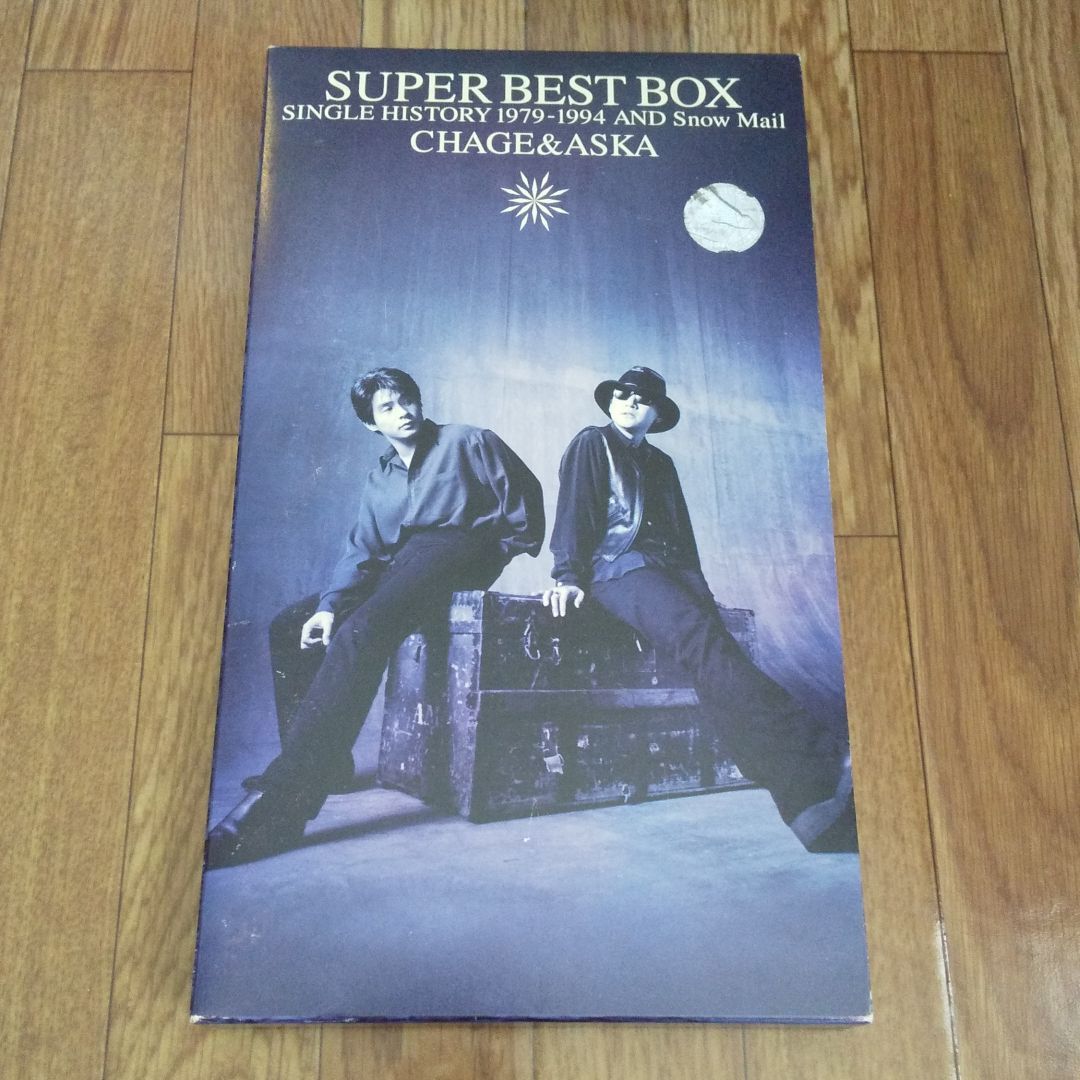 SUPER BEST BOX
SINGLE HISTORY 1979-1994 AND Snow Mail
CHAGE&ASKA